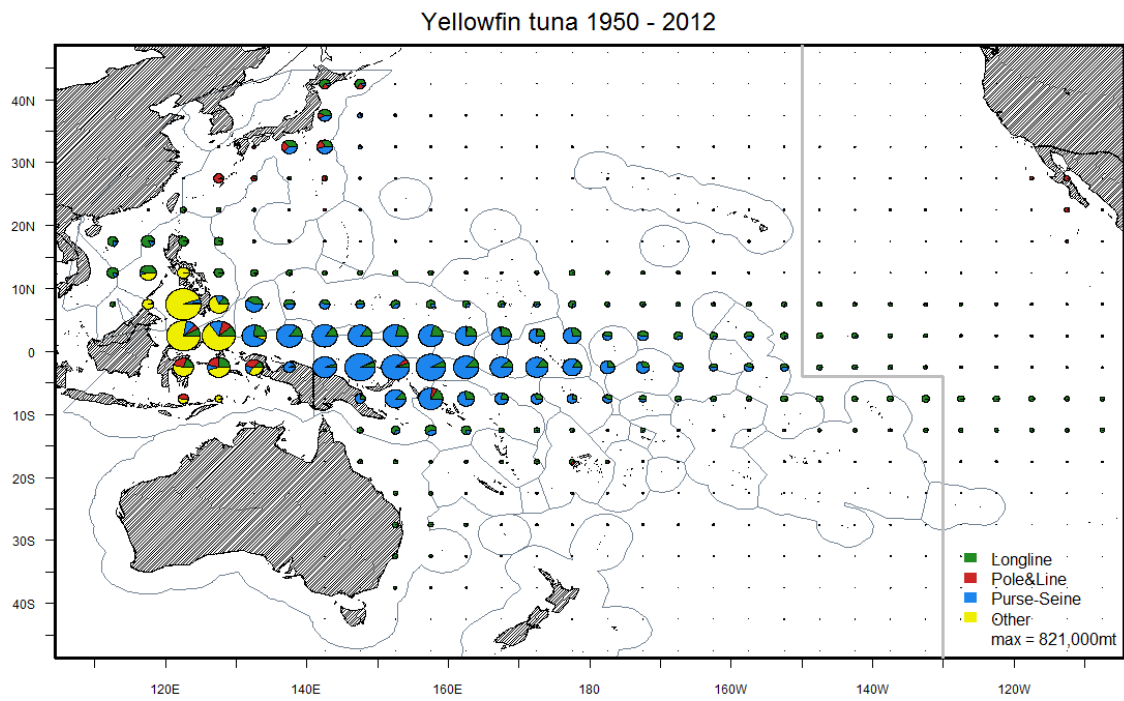 Yellowfin tuna 1950 - 2012
40N
30N
20N
10N
0
10S
20S
30S
40S
Longline
Pole&Line
Purse-Seine
Other
max = 821,000mt
120E
140E
160E
180
160W
140W
120W